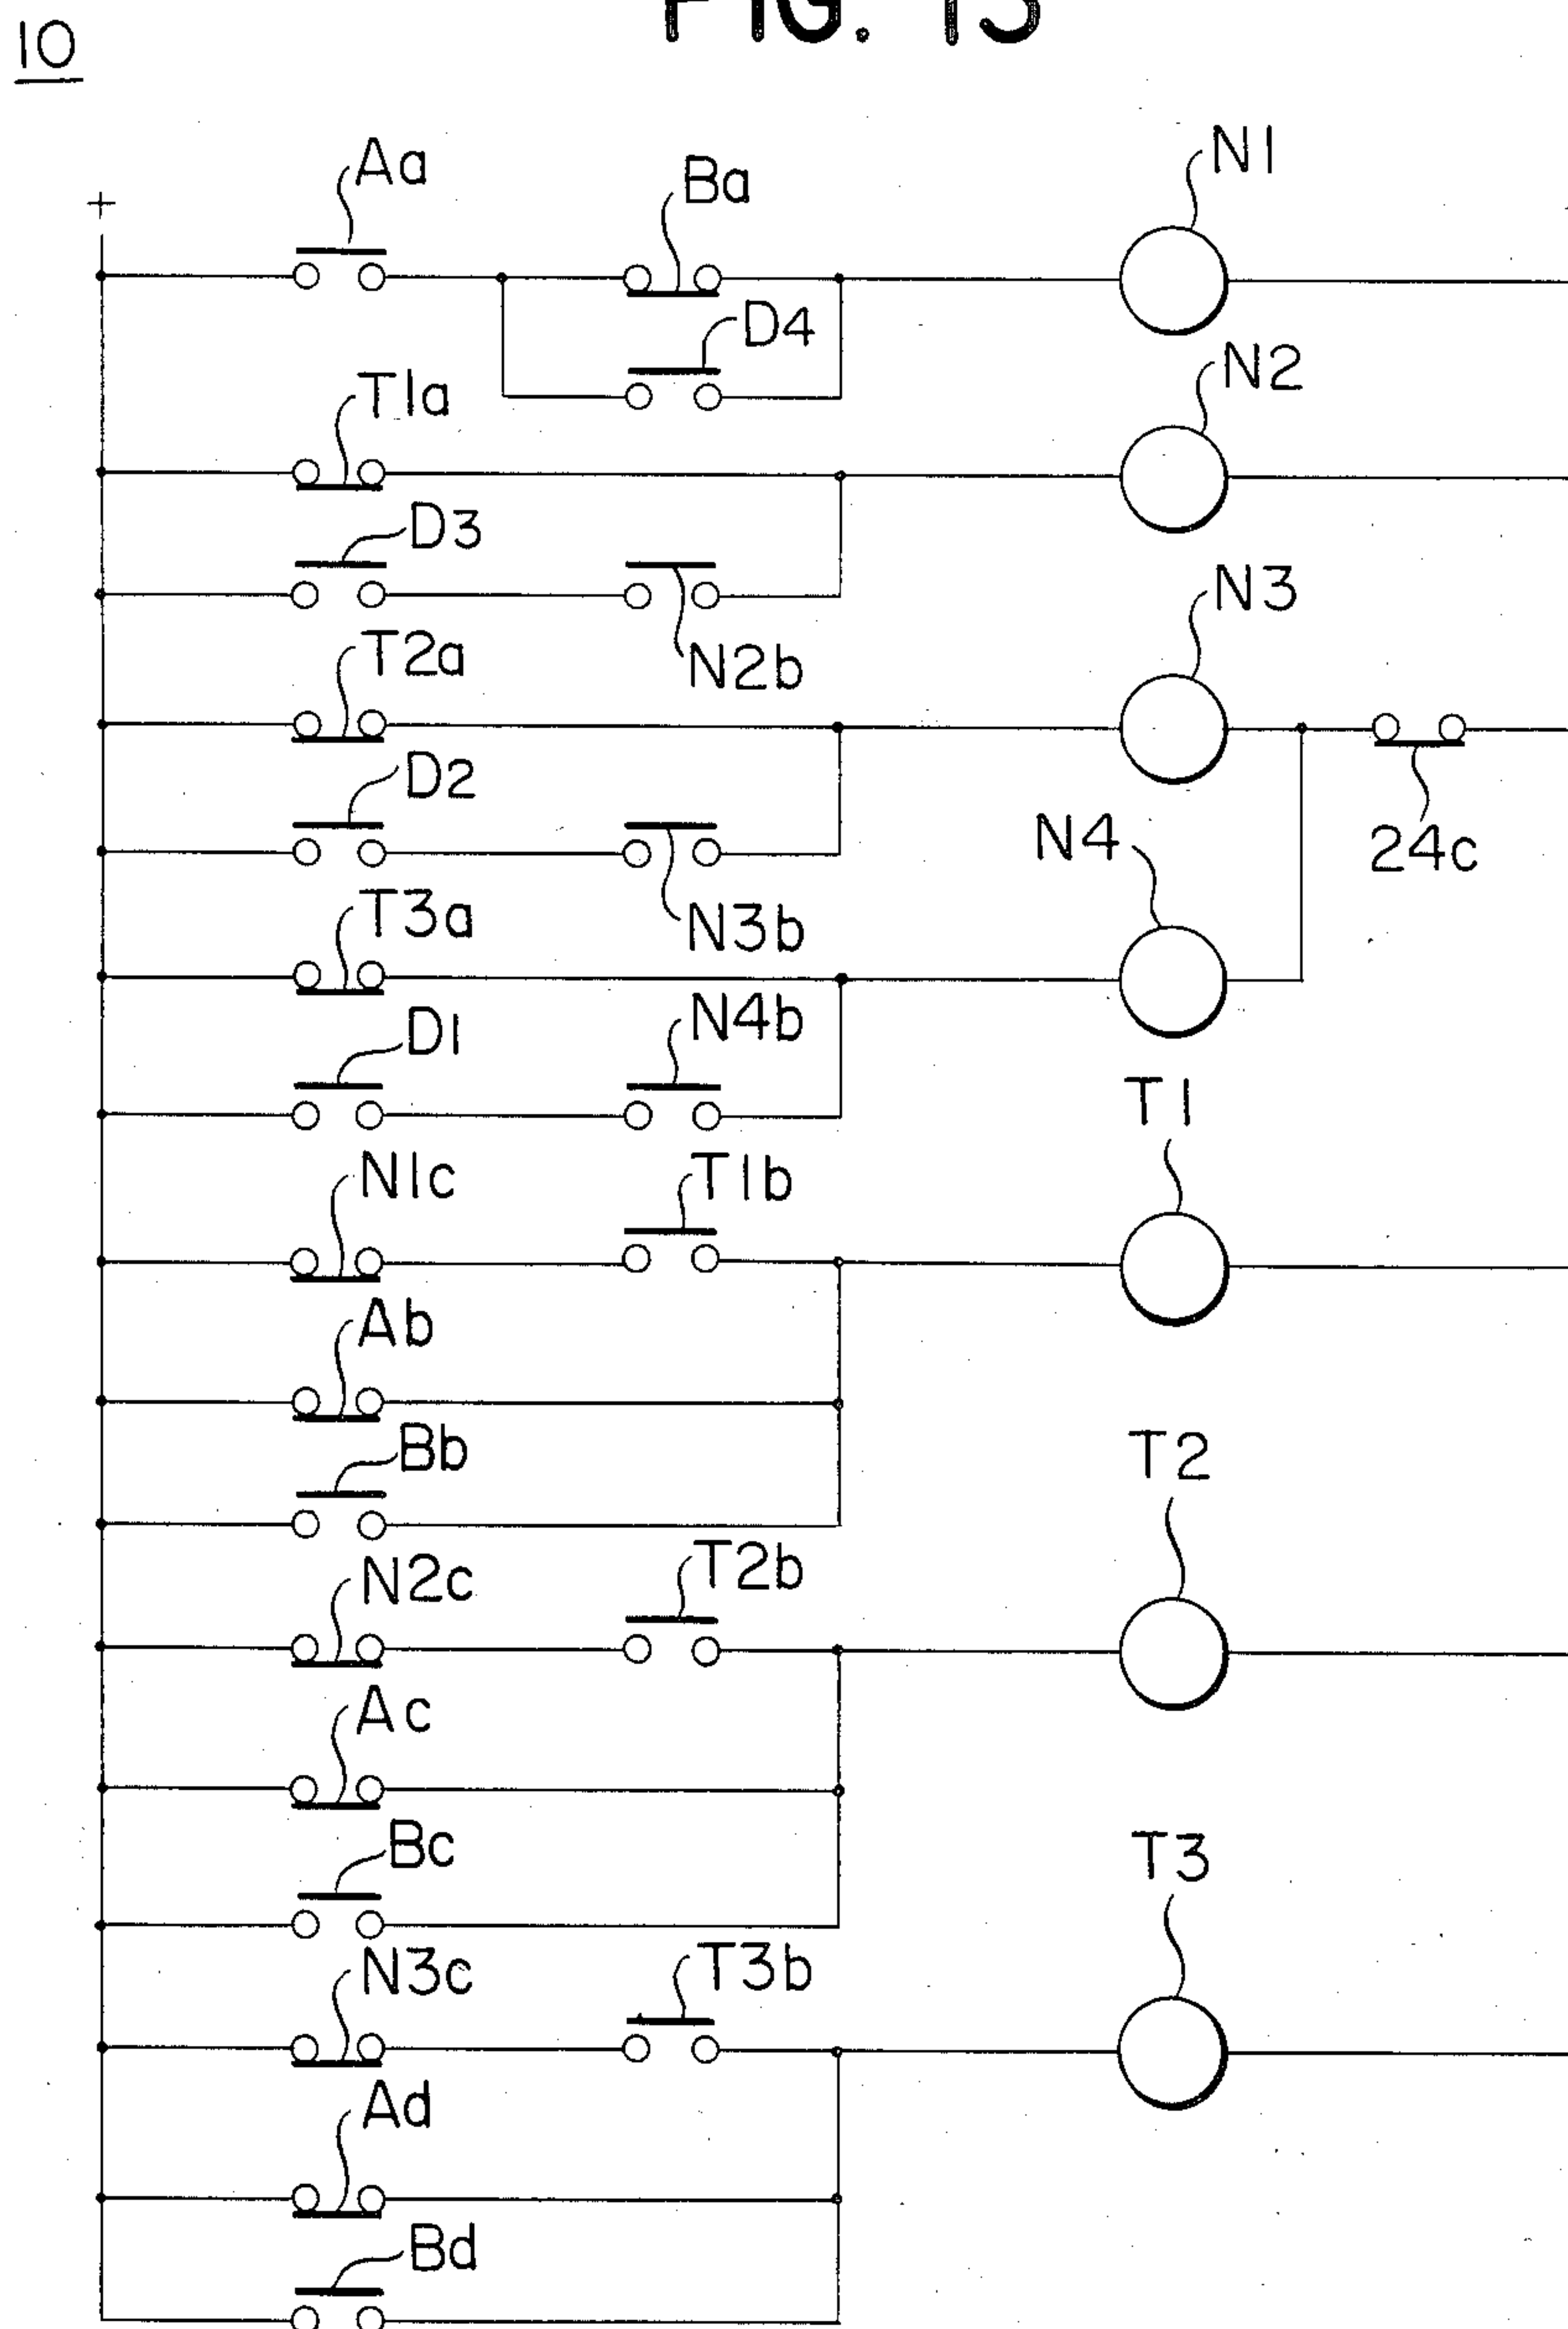 FIG. 13
10
Aa
Ba
N1
+
D4
N2
T1a
D3
N3
T2a
N2b
D2
N4
24c
T3a
N3b
N4b
D1
T1
N1c
T1b
Ab
Bb
T2
T2b
N2c
Ac
Bc
T3
T3b
N3c
Ad
Bd